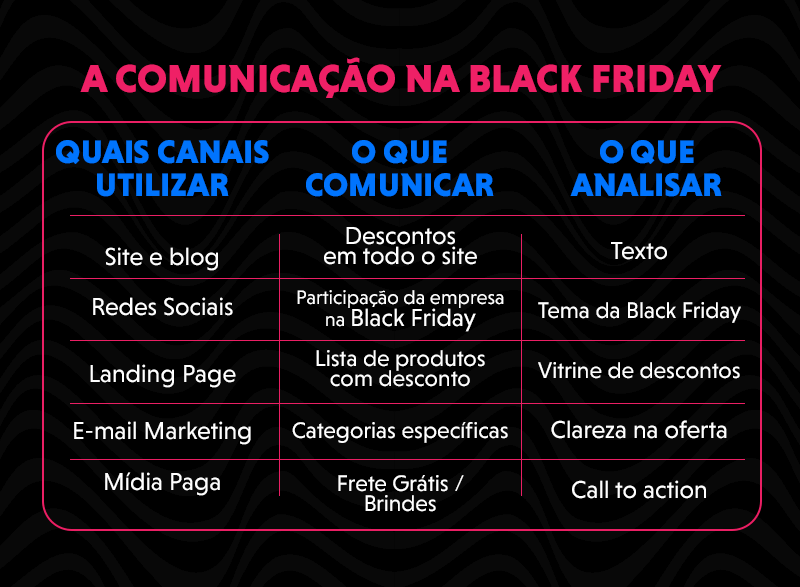 A COMUNICAÇÃO NA BLACK FRIDAY
QUAIS CANAIS
UTILIZAR
O QUE
COMUNICAR
O QUE
ANALISAR
Site e blog
Descontos
em todo o site
Texto
Redes Sociais
Participação da empresa
na Black Friday
Tema da Black Friday
Landing Page
Lista de produtos
com desconto
Vitrine de descontos
E-mail Marketing
Categorias específicas
Clareza na oferta
Mídia Paga
Frete Grátis /
Brindes
Call to action